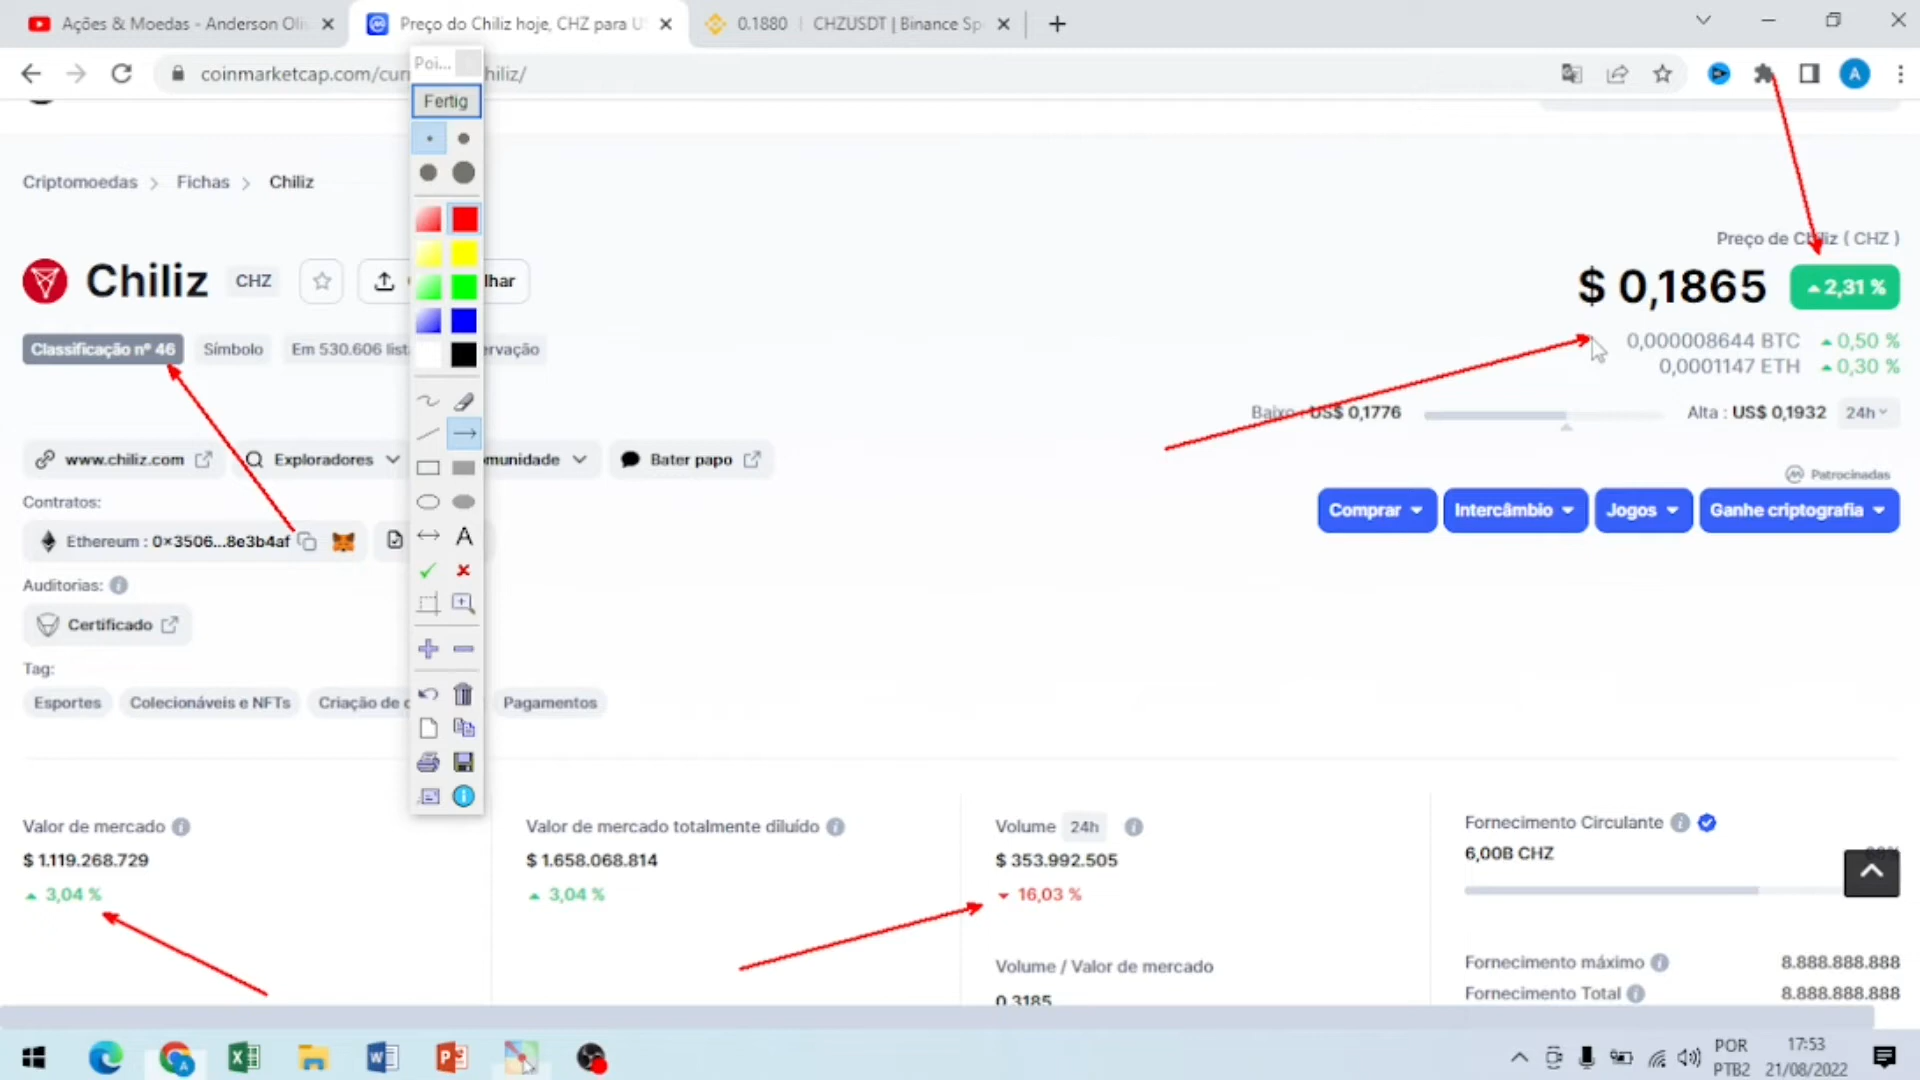 Ações & Moedas - Anderson Oli
Preço do Chiliz hoje, CHZ para U
0.1880 | CHZUSDT | Binance Sp
coinmarketcap.com/cur
hiliz/
Poi...
Fertig
A
Criptomoedas > Fichas > Chiliz
Chiliz CHZ
lhar
Classificação nº 46
Símbolo
Em 530.606 list
ervação
www.chiliz.com
Exploradores
munidade
Bater papo
Contratos:
Ethereum : 0x3506...8e3b4af
Auditorias:
Certificado
Tag:
Esportes
Colecionáveis e NFTs
Criação de c
Pagamentos
A
Preço de Chiliz ( CHZ )
$ 0,1865
2,31 %
0,000008644 BTC 0,50 %
0,0001147 ETH 0,30 %
Baixo : US$ 0,1776
Alta : US$ 0,1932
24h
Patrocinadas
Comprar
Intercâmbio
Jogos
Ganhe criptografia
Valor de mercado
$ 1.119.268.729
3,04 %
Valor de mercado totalmente diluído
$ 1.658.068.814
3,04 %
Volume 24h
$ 353.992.505
16,03 %
Volume / Valor de mercado
0.3185
Fornecimento Circulante
6,00B CHZ
Fornecimento máximo 8.888.888.888
Fornecimento Total 8.888.888.888
POR
PTB2
17:53
21/08/2022